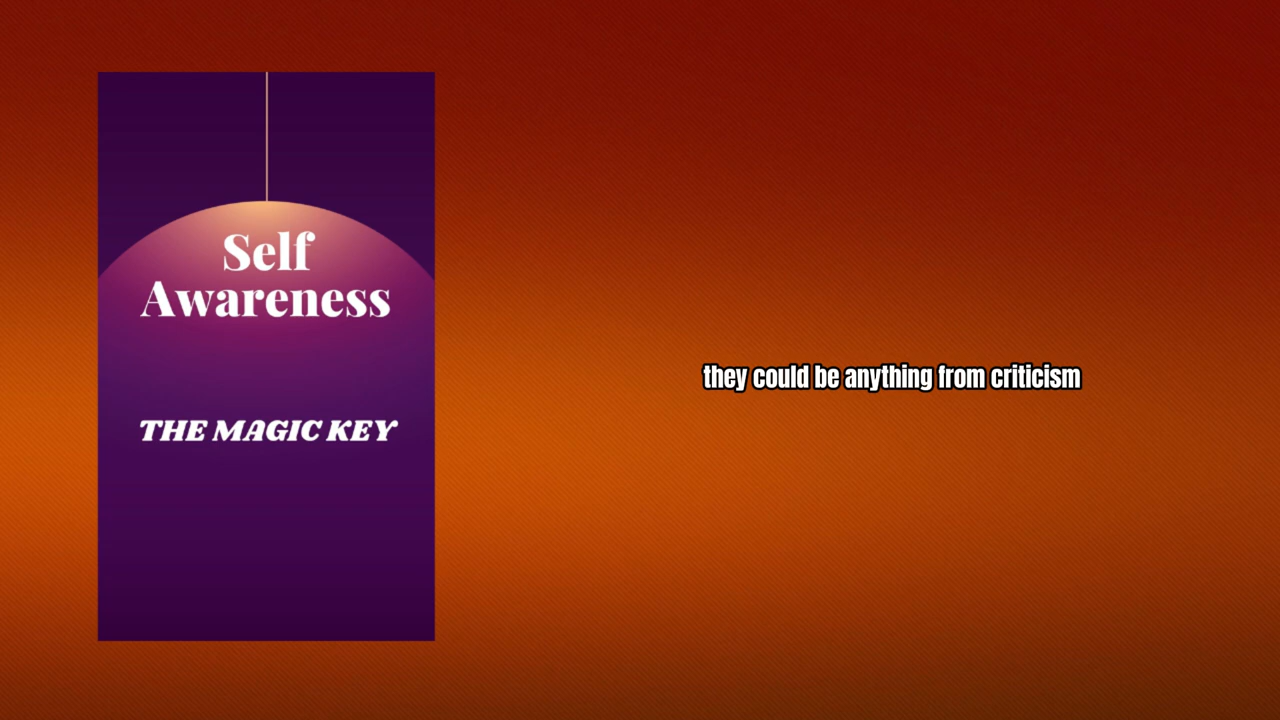 Self
Awareness
THE MAGIC KEY
they could be anything from criticism